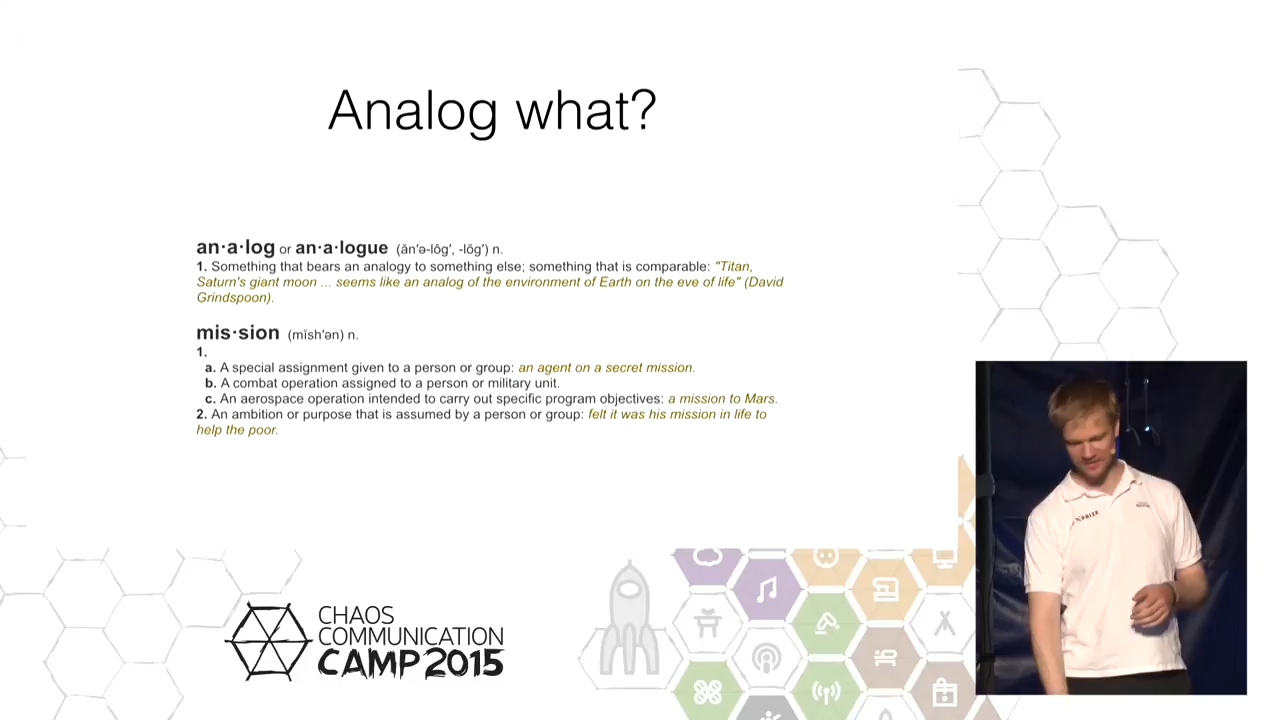 Analog what?
an·a·log or an·a·logue (ăn′ə-lôg′, -lŏg′) n.
1. Something that bears an analogy to something else; something that is comparable: "Titan,
Saturn's giant moon ... seems like an analog of the environment of Earth on the eve of life" (David
Grindspoon).
mis·sion (mĭsh′ən) n.
1.
a. A special assignment given to a person or group: an agent on a secret mission.
b. A combat operation assigned to a person or military unit.
c. An aerospace operation intended to carry out specific program objectives: a mission to Mars.
2. An ambition or purpose that is assumed by a person or group: felt it was his mission in life to
help the poor.
CHAOS
COMMUNICATION
CAMP 2015
XPRIZE